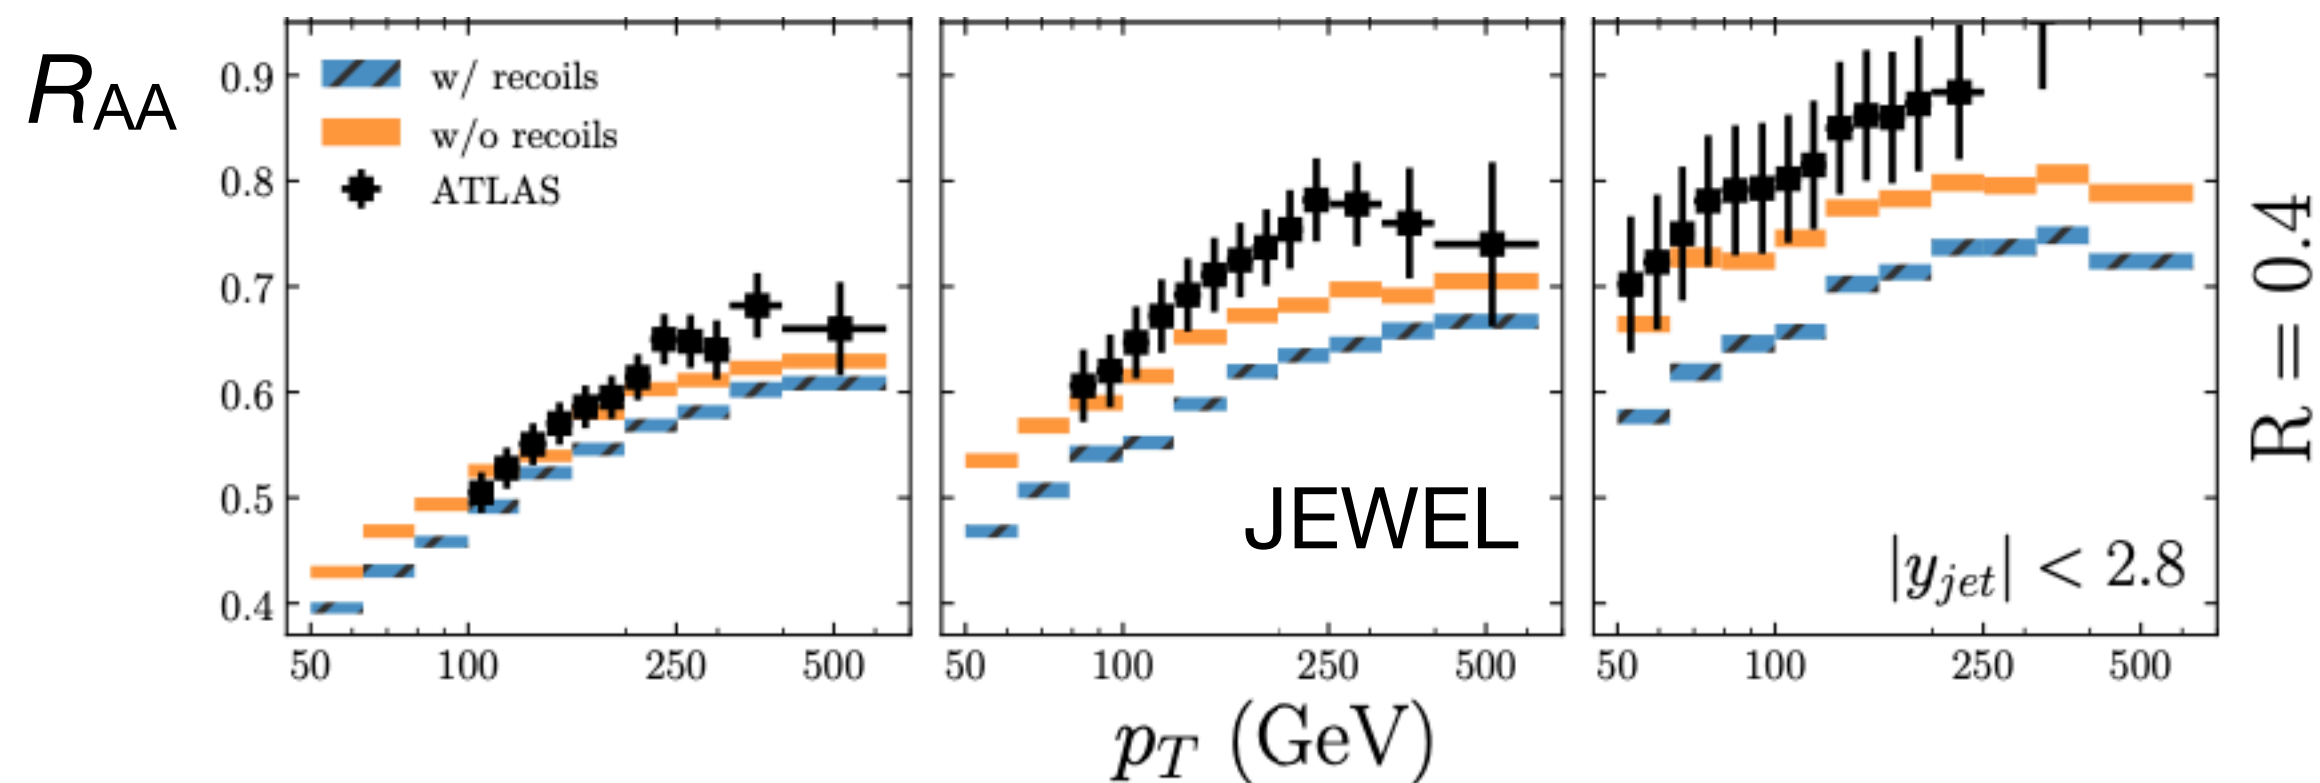 R_AA
w/ recoils
w/o recoils
ATLAS
0.9
0.8
0.7
0.6
0.5
0.4
JEWEL
|y_jet| < 2.8
R = 0.4
50 100 250 500
50 100 250 500
50 100 250 500
p_T (GeV)